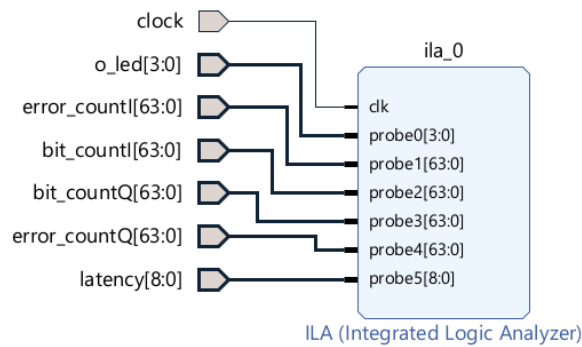 clock
o_led[3:0]
error_countI[63:0]
bit_countI[63:0]
bit_countQ[63:0]
error_countQ[63:0]
latency[8:0]
ila_0
clk
probe0[3:0]
probe1[63:0]
probe2[63:0]
probe3[63:0]
probe4[63:0]
probe5[8:0]
ILA (Integrated Logic Analyzer)